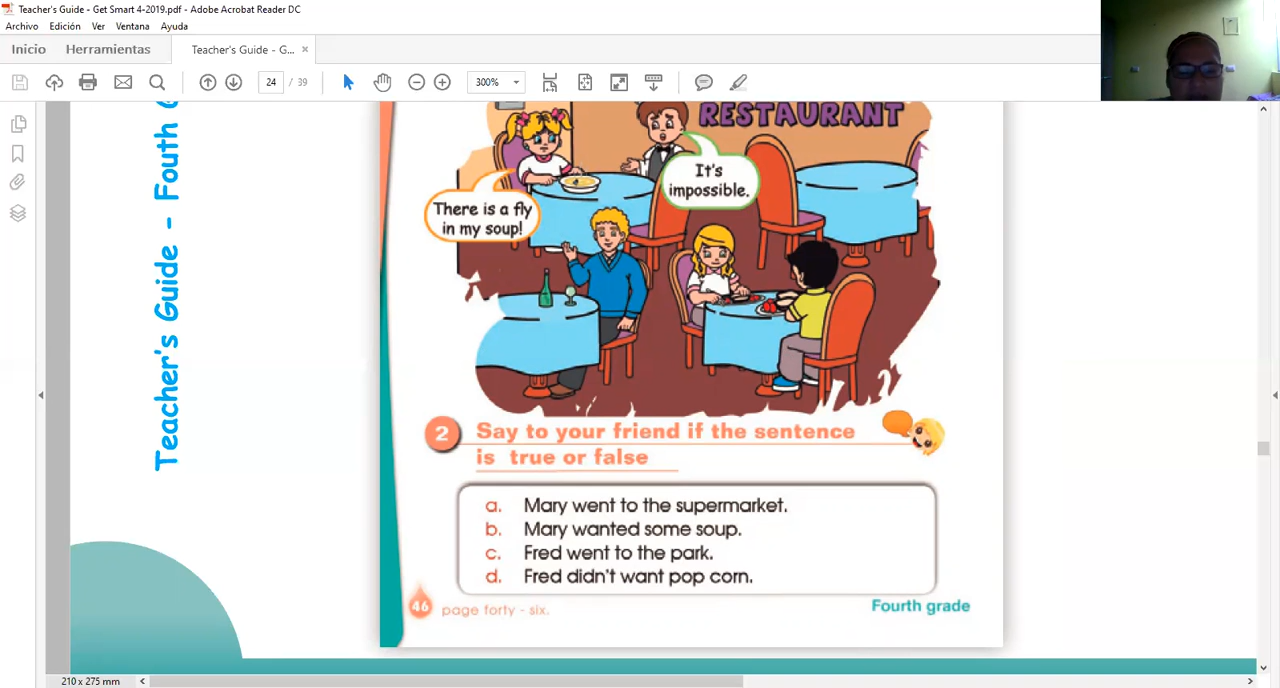 Teacher's Guide - Get Smart 4-2019.pdf - Adobe Acrobat Reader DC
Archivo Edición Ver Ventana Ayuda
Inicio Herramientas Teacher's Guide - G... ×
24 / 39 300%
Teacher's Guide - Fouth
RESTAURANT
It's
impossible.
There is a fly
in my soup!
2 Say to your friend if the sentence
is true or false
a. Mary went to the supermarket.
b. Mary wanted some soup.
c. Fred went to the park.
d. Fred didn't want pop corn.
46 page forty - six.
Fourth grade
210 x 275 mm